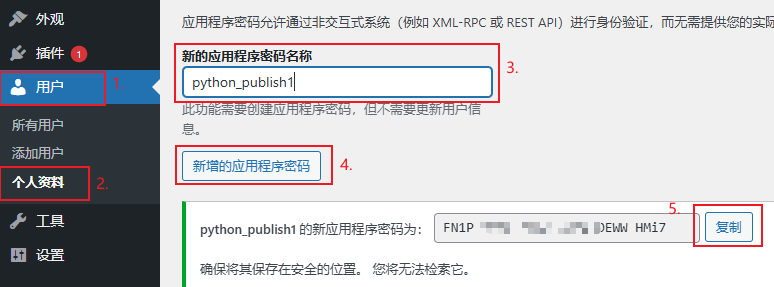 外观
插件 1
用户
1.
所有用户
添加用户
个人资料
2.
工具
设置
应用程序密码允许通过非交互式系统（例如 XML-RPC 或 REST API）进行身份验证，而无需提供您的实际
新的应用程序密码名称
python_publish1
3.
此功能需要创建应用程序密码，但不需要更新用户信
息。
新增的应用程序密码
4.
5.
python_publish1 的新应用程序密码为： FN1P DEWW HMi7 复制
确保将其保存在安全的位置。 您将无法检索它。